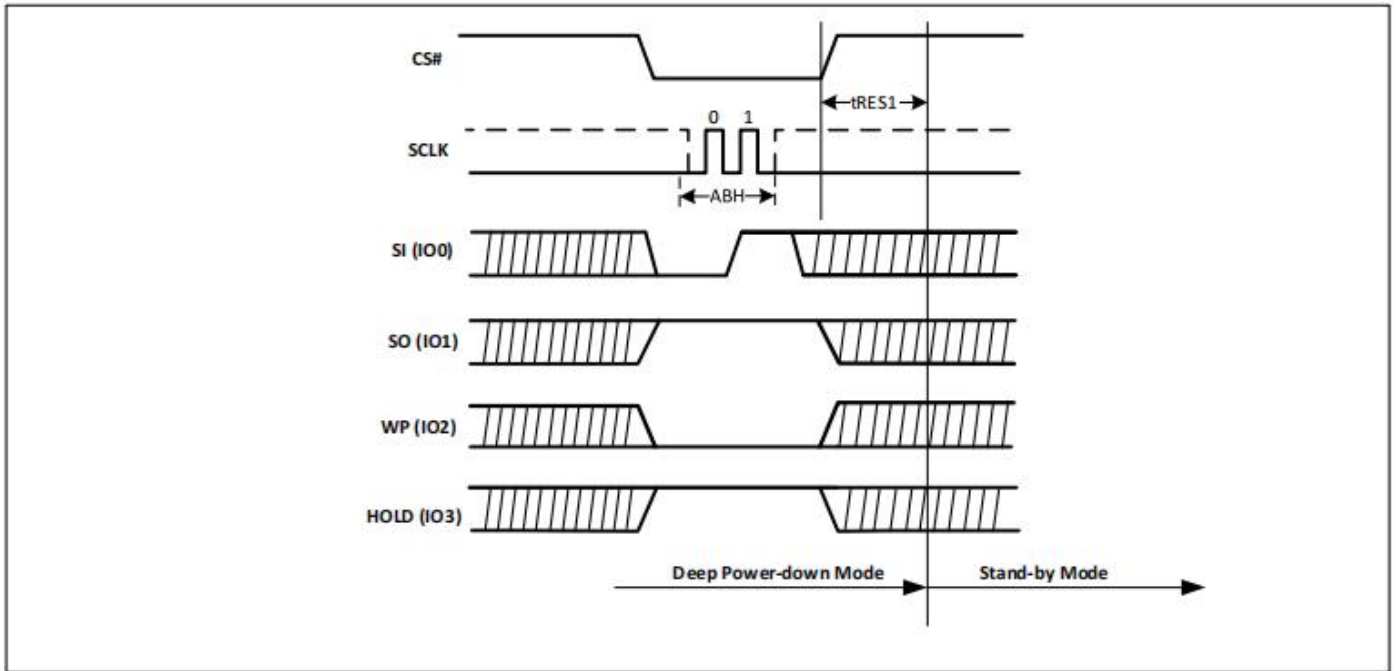 CS#
tRES1
0 1
SCLK
ABH
SI (IO0)
SO (IO1)
WP (IO2)
HOLD (IO3)
Deep Power-down Mode Stand-by Mode